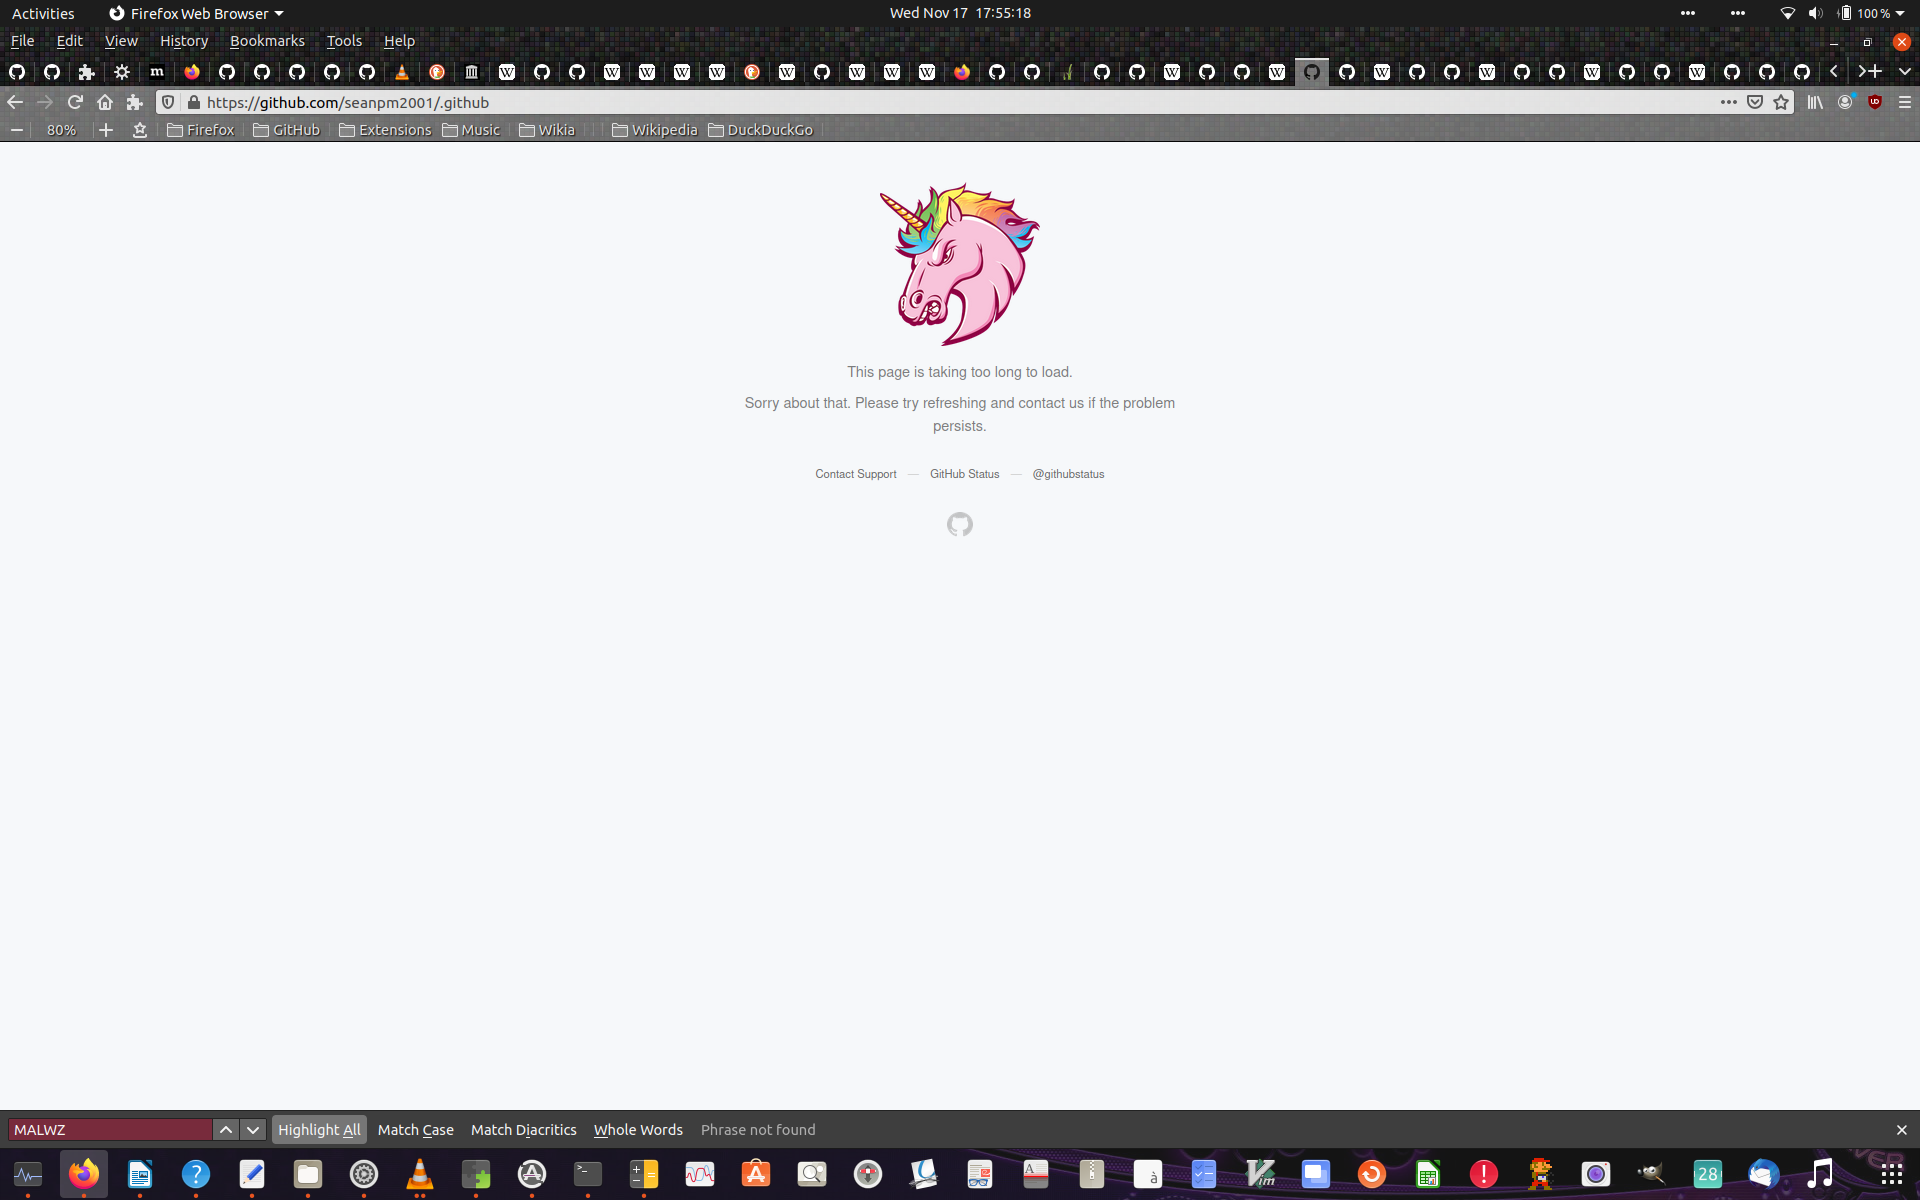 Activities Firefox Web Browser Wed Nov 17 17:55:18 100 %
File Edit View History Bookmarks Tools Help
https://github.com/seanpm2001/.github
80% Firefox GitHub Extensions Music Wikia Wikipedia DuckDuckGo
This page is taking too long to load.
Sorry about that. Please try refreshing and contact us if the problem
persists.
Contact Support — GitHub Status — @githubstatus
MALWZ Highlight All Match Case Match Diacritics Whole Words Phrase not found
28